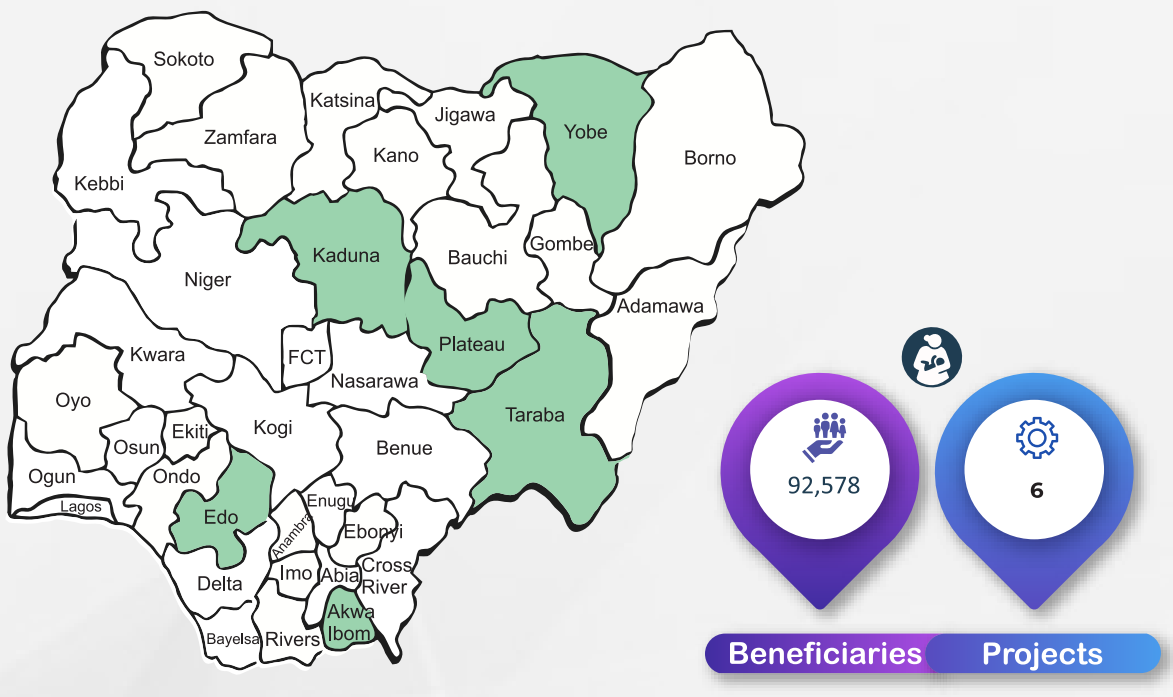 Sokoto
Katsina
Jigawa
Yobe
Zamfara
Kano
Borno
Kebbi
Kaduna
Bauchi
Gombe
Niger
Adamawa
Plateau
Kwara
FCT
Nasarawa
Oyo
Taraba
Kogi
Ekiti
Osun
Benue
Ogun
Ondo
Lagos
Edo
Enugu
Anambra
Ebonyi
Delta
Imo
Abia
Cross
River
Akwa
Ibom
Bayelsa
Rivers
92,578
6
Beneficiaries
Projects